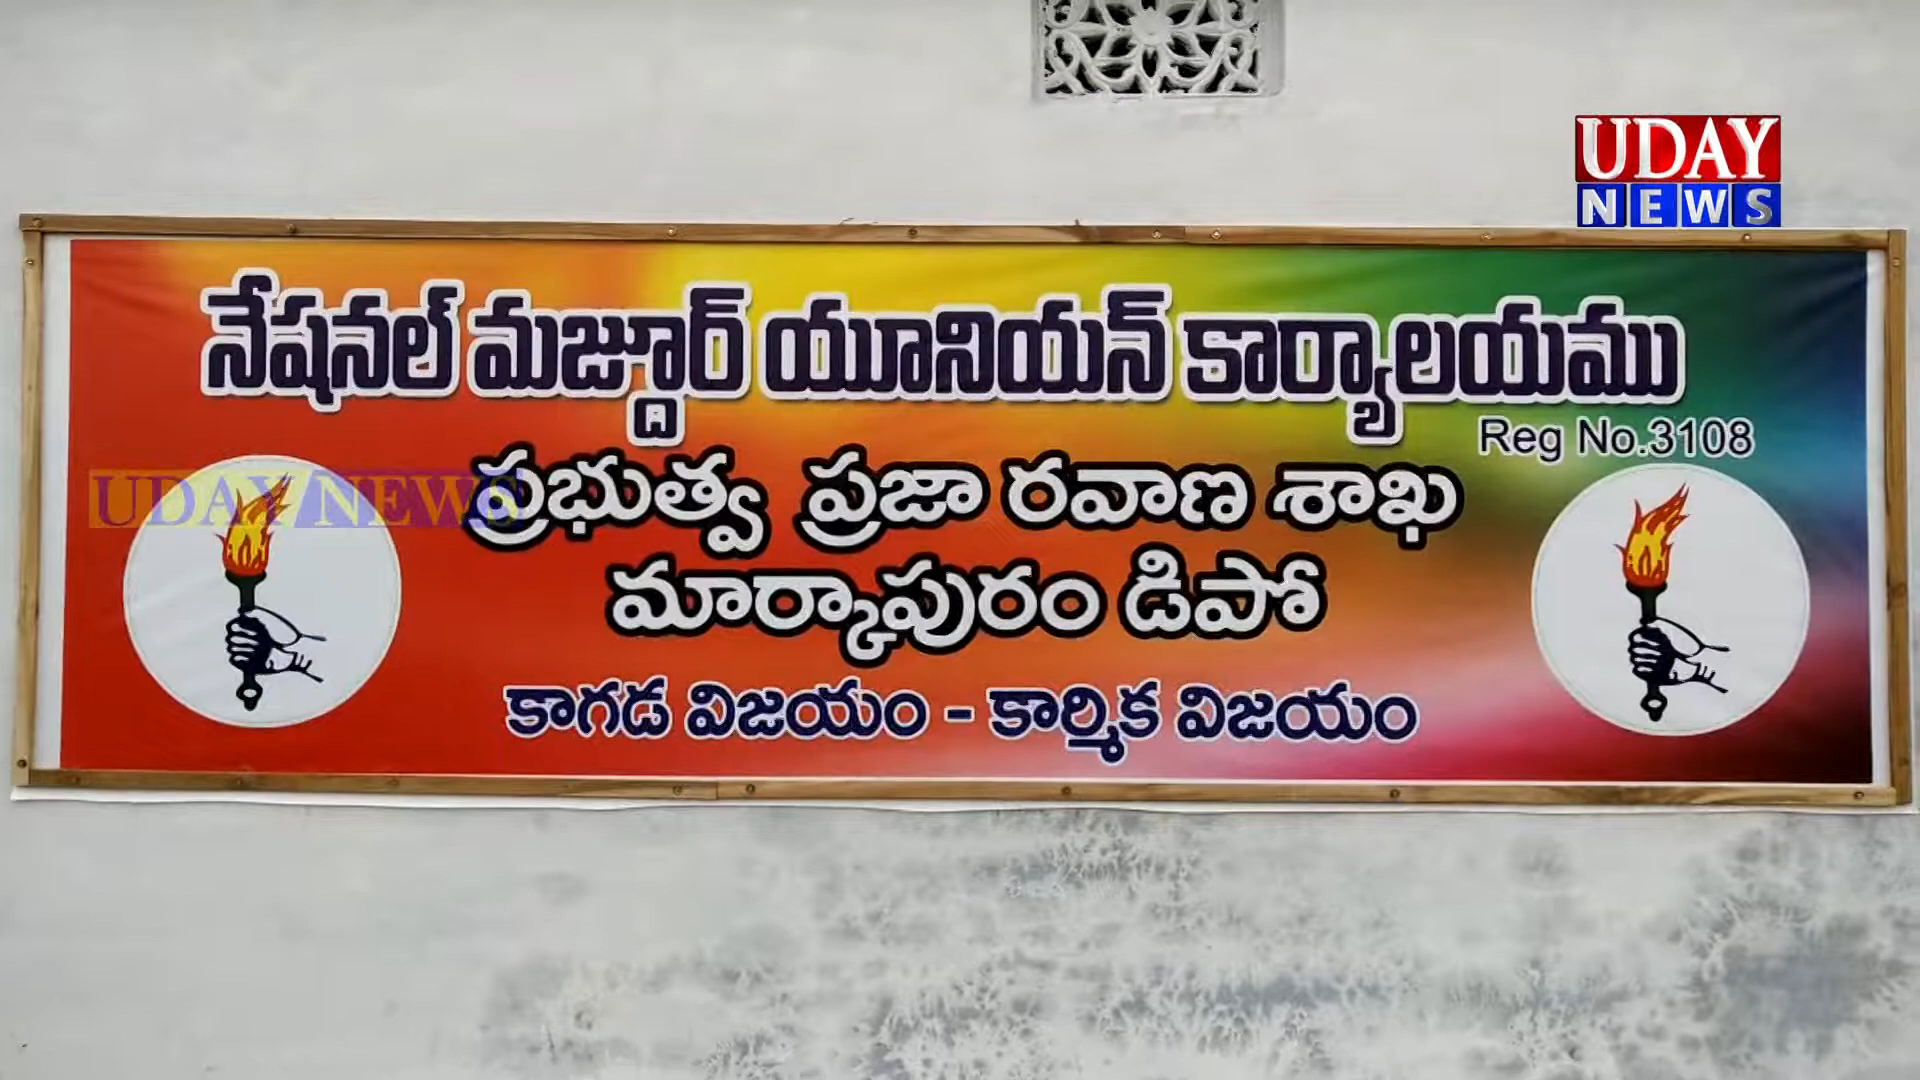 UDAY
NEWS
నేషనల్ మజ్దూర్ యూనియన్ కార్యాలయము
Reg No.3108
ప్రభుత్వ ప్రజా రవాణ శాఖ
UDAY NEWS
మార్కాపురం డిపో
కాగడ విజయం - కార్మిక విజయం